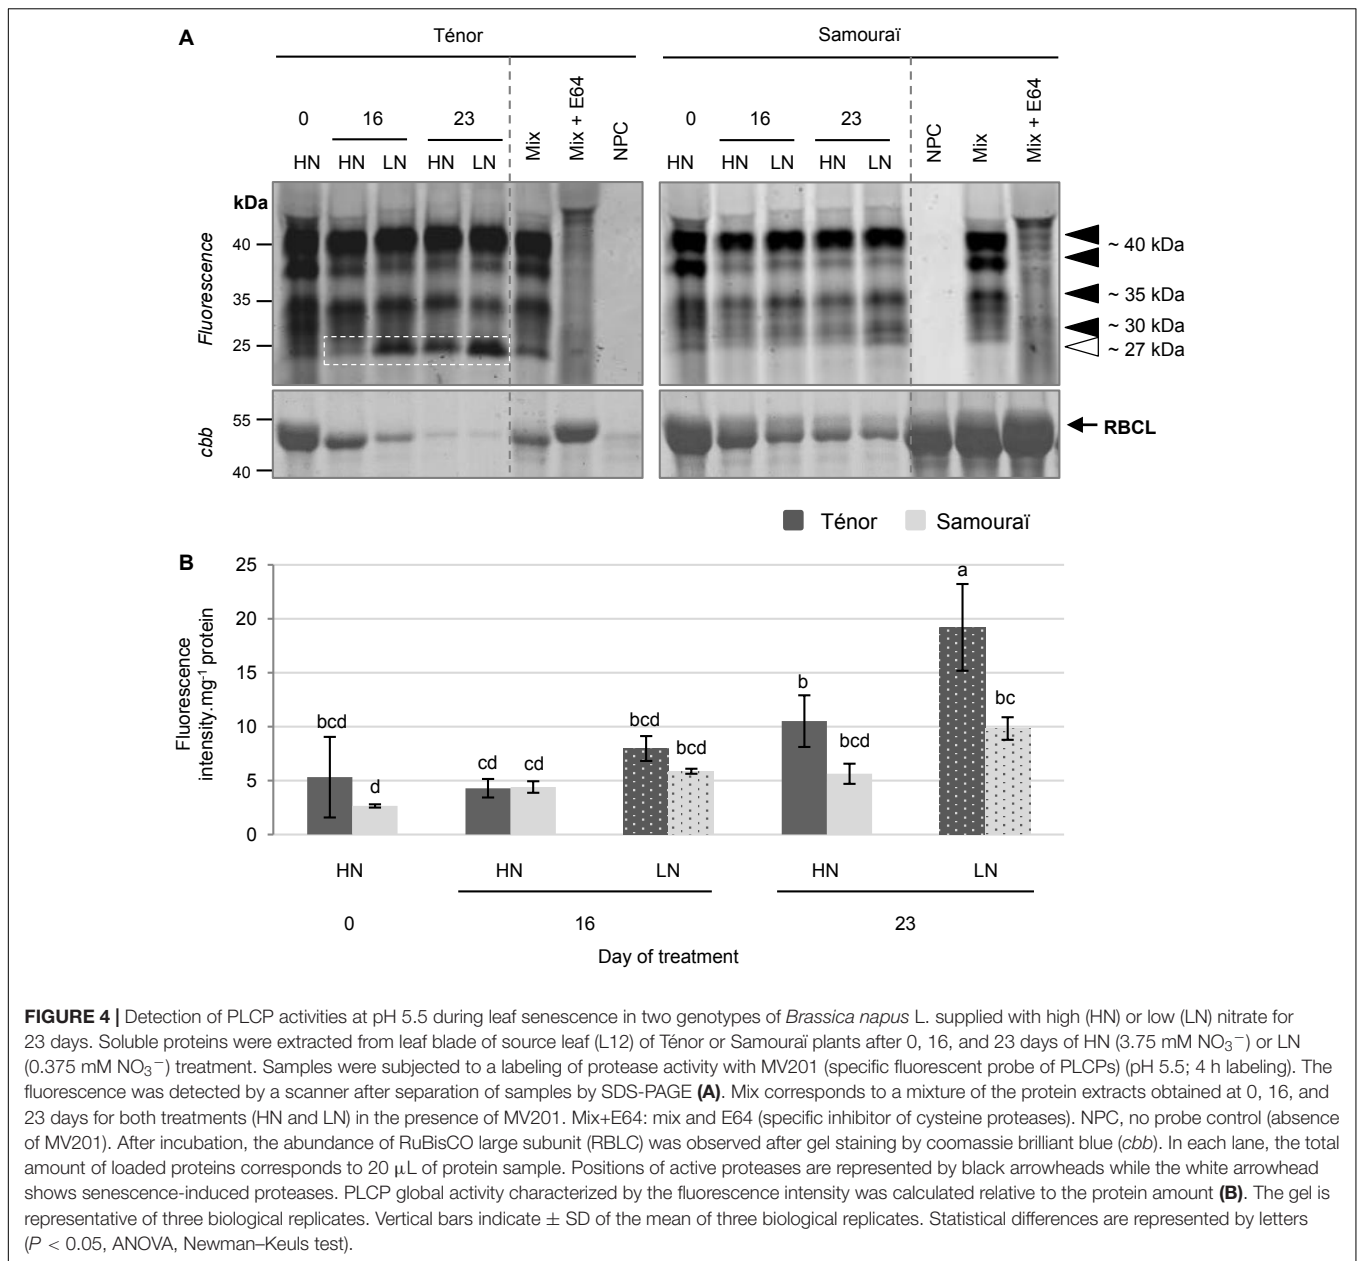 A
Ténor
Samouraï
0
16
23
Mix
Mix + E64
NPC
0
16
23
NPC
Mix
Mix + E64
HN
HN
LN
HN
LN
HN
HN
LN
HN
LN
kDa
Fluorescence
40
35
25
~ 40 kDa
~ 35 kDa
~ 30 kDa
~ 27 kDa
cbb
55
40
RBCL
Ténor
Samouraï
B
Fluorescence
intensity.mg⁻¹ protein
25
20
15
10
5
0
bcd
d
cd
cd
bcd
bcd
b
bcd
a
bc
HN
HN
LN
HN
LN
0
16
23
Day of treatment
FIGURE 4 | Detection of PLCP activities at pH 5.5 during leaf senescence in two genotypes of Brassica napus L. supplied with high (HN) or low (LN) nitrate for
23 days. Soluble proteins were extracted from leaf blade of source leaf (L12) of Ténor or Samouraï plants after 0, 16, and 23 days of HN (3.75 mM NO₃⁻) or LN
(0.375 mM NO₃⁻) treatment. Samples were subjected to a labeling of protease activity with MV201 (specific fluorescent probe of PLCPs) (pH 5.5; 4 h labeling). The
fluorescence was detected by a scanner after separation of samples by SDS-PAGE (A). Mix corresponds to a mixture of the protein extracts obtained at 0, 16, and
23 days for both treatments (HN and LN) in the presence of MV201. Mix+E64: mix and E64 (specific inhibitor of cysteine proteases). NPC, no probe control (absence
of MV201). After incubation, the abundance of RuBisCO large subunit (RBLC) was observed after gel staining by coomassie brilliant blue (cbb). In each lane, the total
amount of loaded proteins corresponds to 20 μL of protein sample. Positions of active proteases are represented by black arrowheads while the white arrowhead
shows senescence-induced proteases. PLCP global activity characterized by the fluorescence intensity was calculated relative to the protein amount (B). The gel is
representative of three biological replicates. Vertical bars indicate ± SD of the mean of three biological replicates. Statistical differences are represented by letters
(P < 0.05, ANOVA, Newman–Keuls test).